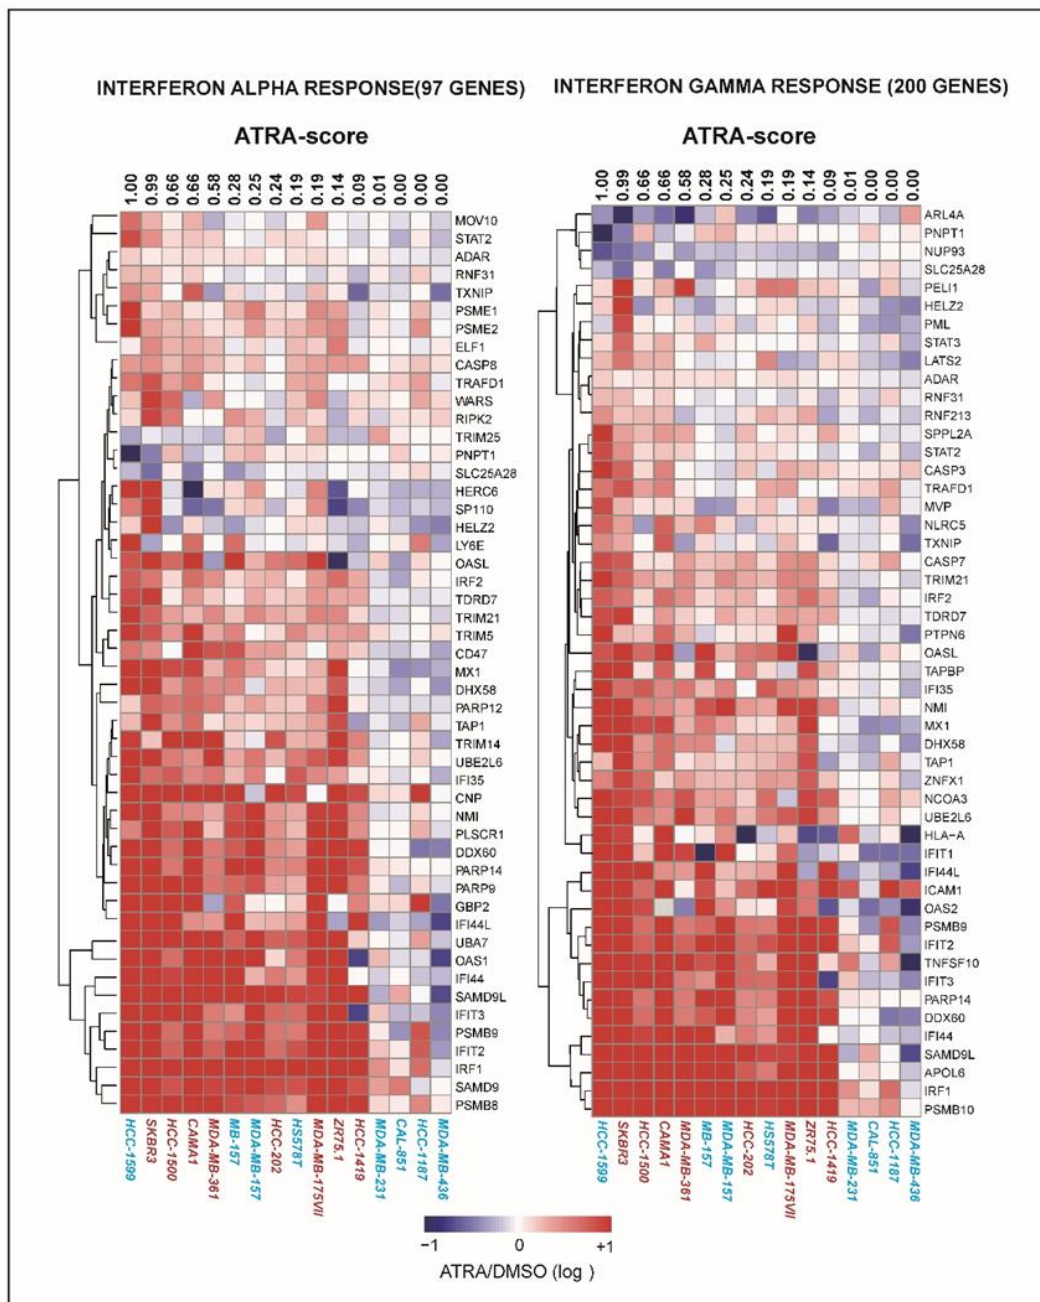 INTERFERON ALPHA RESPONSE(97 GENES)
ATRA-score
1.00
0.99
0.66
0.66
0.58
0.28
0.25
0.24
0.19
0.19
0.14
0.09
0.01
0.00
0.00
0.00
MOV10
STAT2
ADAR
RNF31
TXNIP
PSME1
PSME2
ELF1
CASP8
TRAFD1
WARS
RIPK2
TRIM25
PNPT1
SLC25A28
HERC6
SP110
HELZ2
LY6E
OASL
IRF2
TDRD7
TRIM21
TRIM5
CD47
MX1
DHX58
PARP12
TAP1
TRIM14
UBE2L6
IFI35
CNP
NMI
PLSCR1
DDX60
PARP14
PARP9
GBP2
IFI44L
UBA7
OAS1
IFI44
SAMD9L
IFIT3
PSMB9
IFIT2
IRF1
SAMD9
PSMB8
HCC-1599
SKBR3
HCC-1500
CAMA1
MDA-MB-361
MB-157
MDA-MB-157
HCC-202
HS578T
MDA-MB-175VII
ZR75.1
HCC-1419
MDA-MB-231
CAL-851
HCC-1187
MDA-MB-436
INTERFERON GAMMA RESPONSE (200 GENES)
ATRA-score
1.00
0.99
0.66
0.66
0.58
0.28
0.25
0.24
0.19
0.19
0.14
0.09
0.01
0.00
0.00
0.00
ARL4A
PNPT1
NUP93
SLC25A28
PELI1
HELZ2
PML
STAT3
LATS2
ADAR
RNF31
RNF213
SPPL2A
STAT2
CASP3
TRAFD1
MVP
NLRC5
TXNIP
CASP7
TRIM21
IRF2
TDRD7
PTPN6
OASL
TAPBP
IFI35
NMI
MX1
DHX58
TAP1
ZNFX1
NCOA3
UBE2L6
HLA-A
IFIT1
IFI44L
ICAM1
OAS2
PSMB9
IFIT2
TNFSF10
IFIT3
PARP14
DDX60
IFI44
SAMD9L
APOL6
IRF1
PSMB10
HCC-1599
SKBR3
HCC-1500
CAMA1
MDA-MB-361
MB-157
MDA-MB-157
HCC-202
HS578T
MDA-MB-175VII
ZR75.1
HCC-1419
MDA-MB-231
CAL-851
HCC-1187
MDA-MB-436
−1
0
+1
ATRA/DMSO (log )